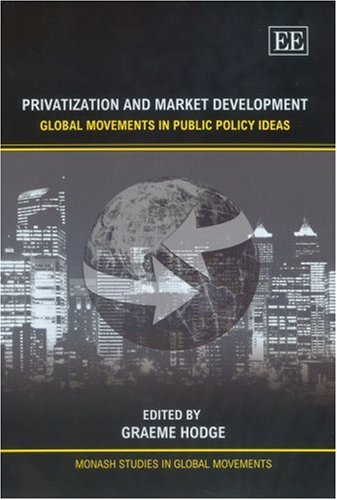 EE
PRIVATIZATION AND MARKET DEVELOPMENT
GLOBAL MOVEMENTS IN PUBLIC POLICY IDEAS
EDITED BY
GRAEME HODGE
MONASH STUDIES IN GLOBAL MOVEMENTS